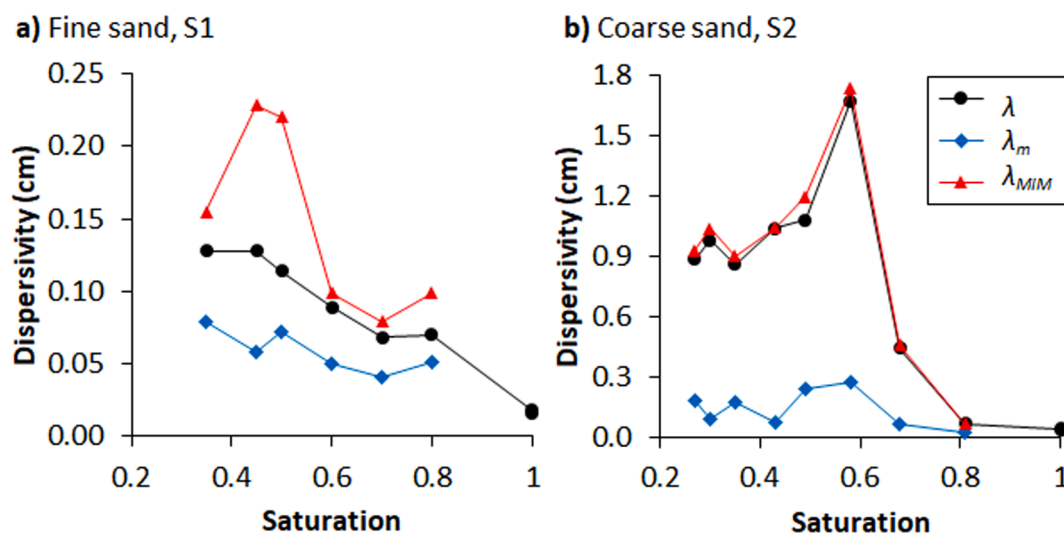 a) Fine sand, S1
Dispersivity (cm)
0.25
0.20
0.15
0.10
0.05
0.00
0.2 0.4 0.6 0.8 1
Saturation
b) Coarse sand, S2
Dispersivity (cm)
1.8
1.5
1.2
0.9
0.6
0.3
0.0
0.2 0.4 0.6 0.8 1
Saturation
λ
λm
λMIM